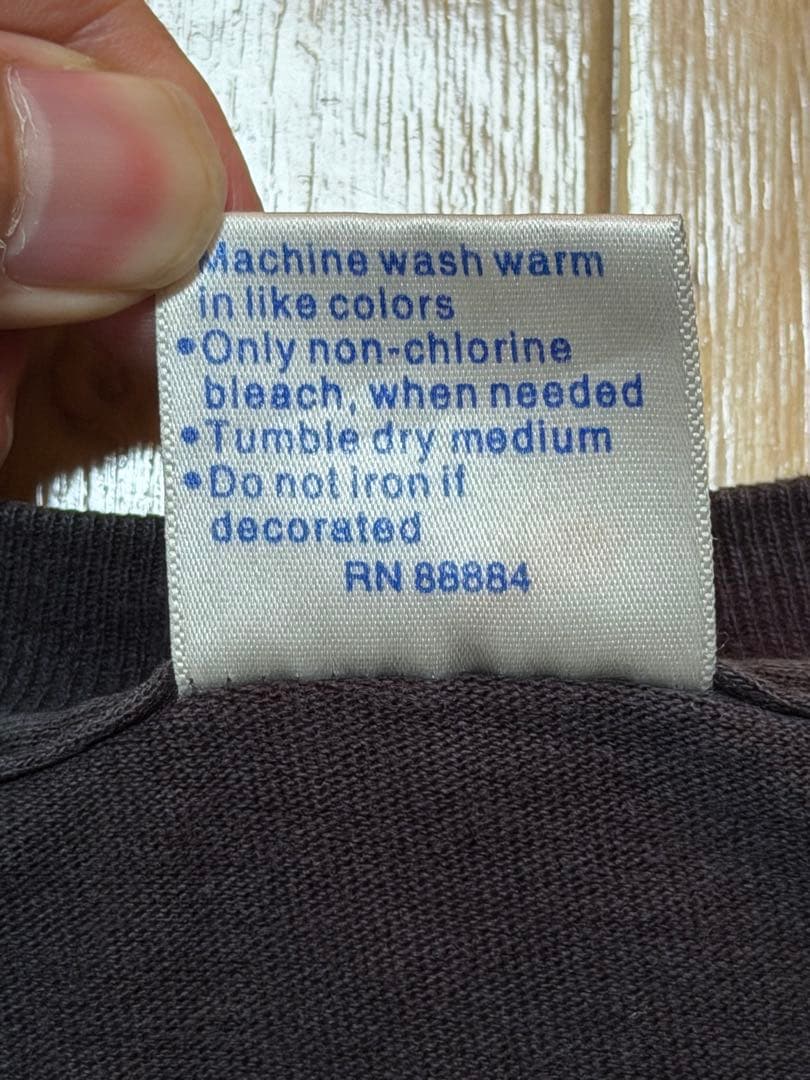 Machine wash warm
in like colors
•Only non-chlorine
bleach, when needed
•Tumble dry medium
•Do not iron if
decorated
RN 88884